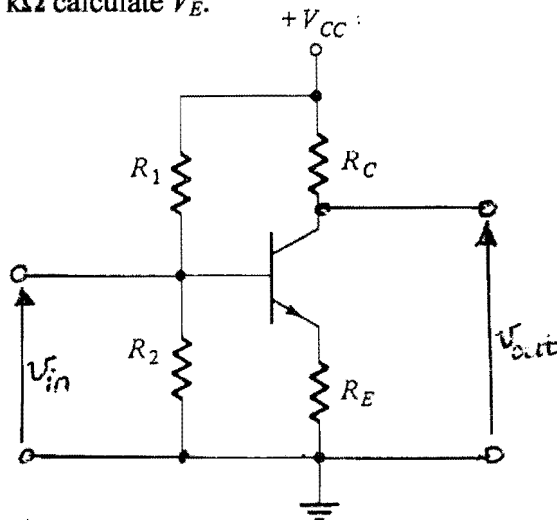 kΩ calculate V_E.
+V_CC
R_1
R_C
R_2
v_in
v_out
R_E